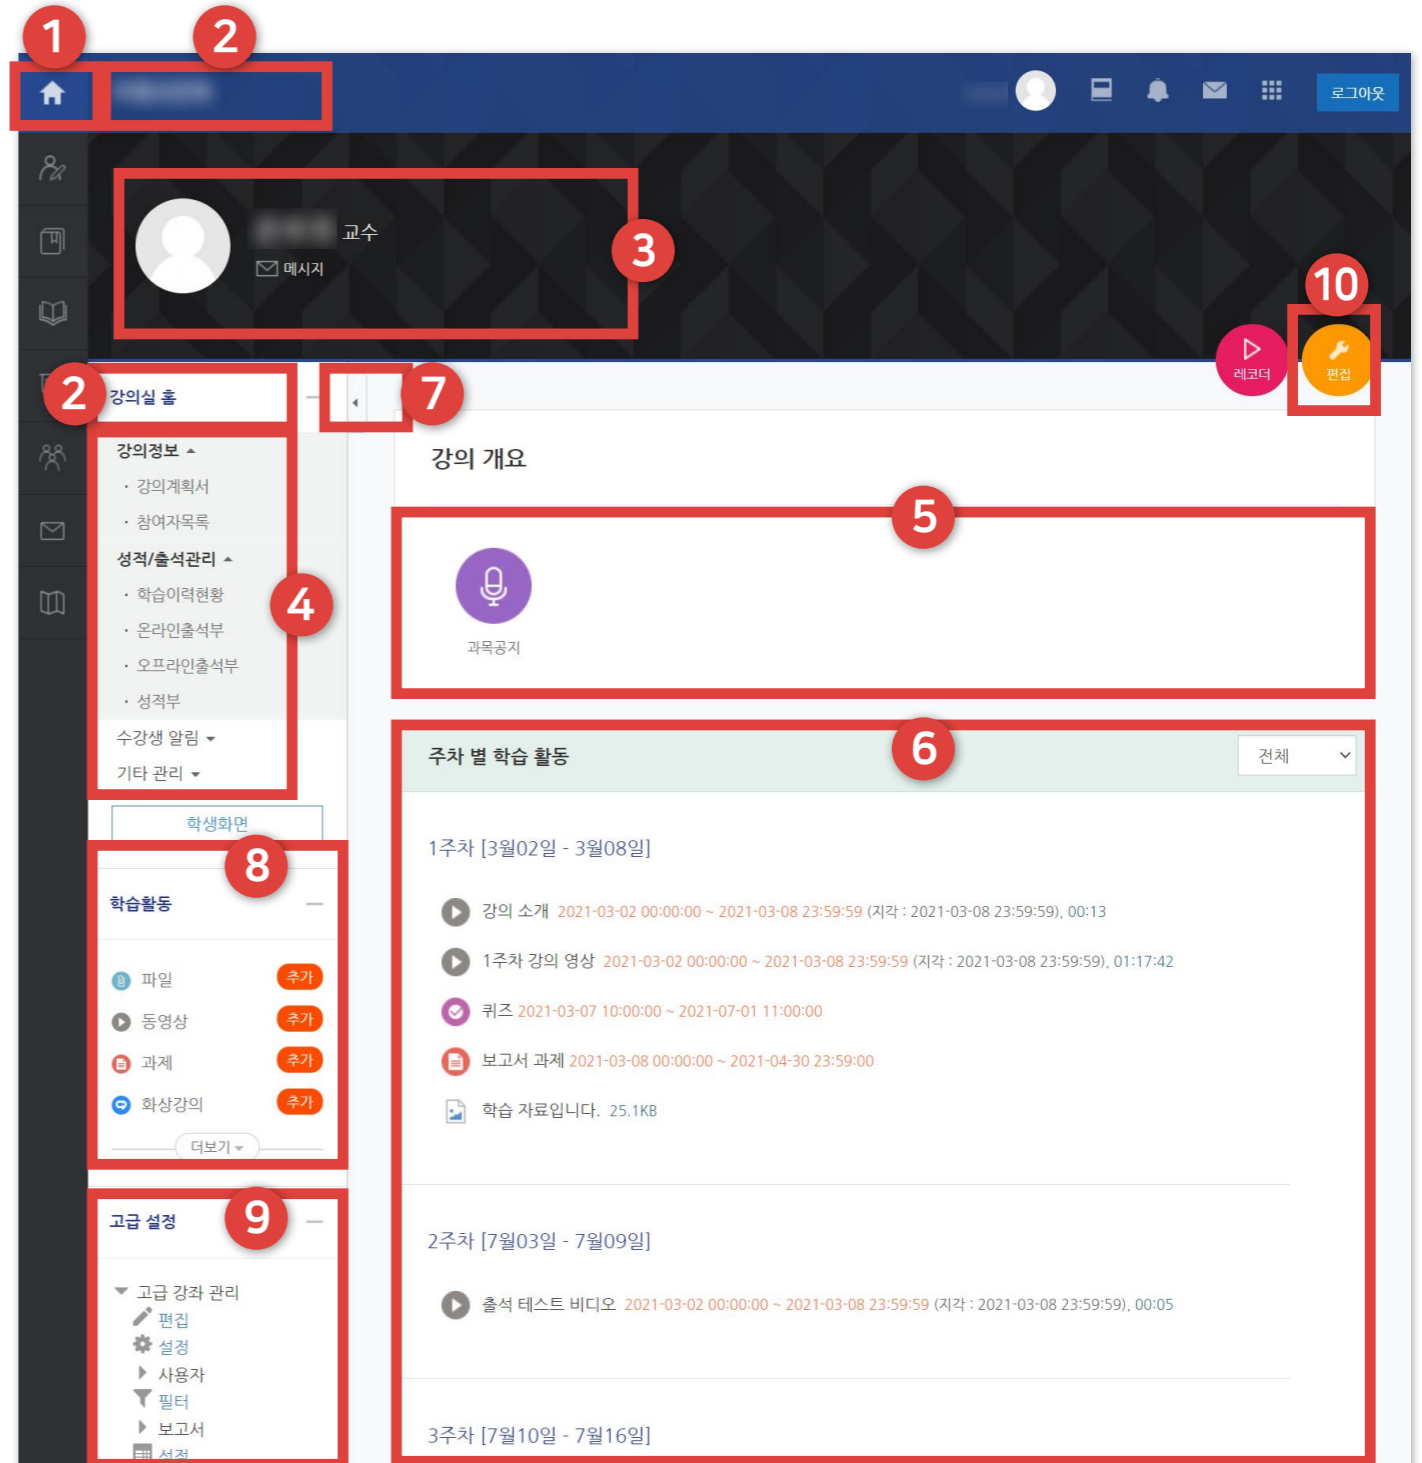 1
2
로그아웃
교수
메시지
3
10
레코더
편집
2
강의실 홈
7
강의정보
· 강의계획서
· 참여자목록
성적/출석관리
· 학습이력현황
· 온라인출석부
· 오프라인출석부
· 성적부
수강생 알림
기타 관리
4
학생화면
8
학습활동
파일 추가
동영상 추가
과제 추가
화상강의 추가
더보기
고급 설정
9
고급 강좌 관리
편집
설정
사용자
필터
보고서
설정
강의 개요
5
과목공지
주차 별 학습 활동
6
전체
1주차 [3월02일 - 3월08일]
강의 소개 2021-03-02 00:00:00 ~ 2021-03-08 23:59:59 (지각 : 2021-03-08 23:59:59), 00:13
1주차 강의 영상 2021-03-02 00:00:00 ~ 2021-03-08 23:59:59 (지각 : 2021-03-08 23:59:59), 01:17:42
퀴즈 2021-03-07 10:00:00 ~ 2021-07-01 11:00:00
보고서 과제 2021-03-08 00:00:00 ~ 2021-04-30 23:59:00
학습 자료입니다. 25.1KB
2주차 [7월03일 - 7월09일]
출석 테스트 비디오 2021-03-02 00:00:00 ~ 2021-03-08 23:59:59 (지각 : 2021-03-08 23:59:59), 00:05
3주차 [7월10일 - 7월16일]